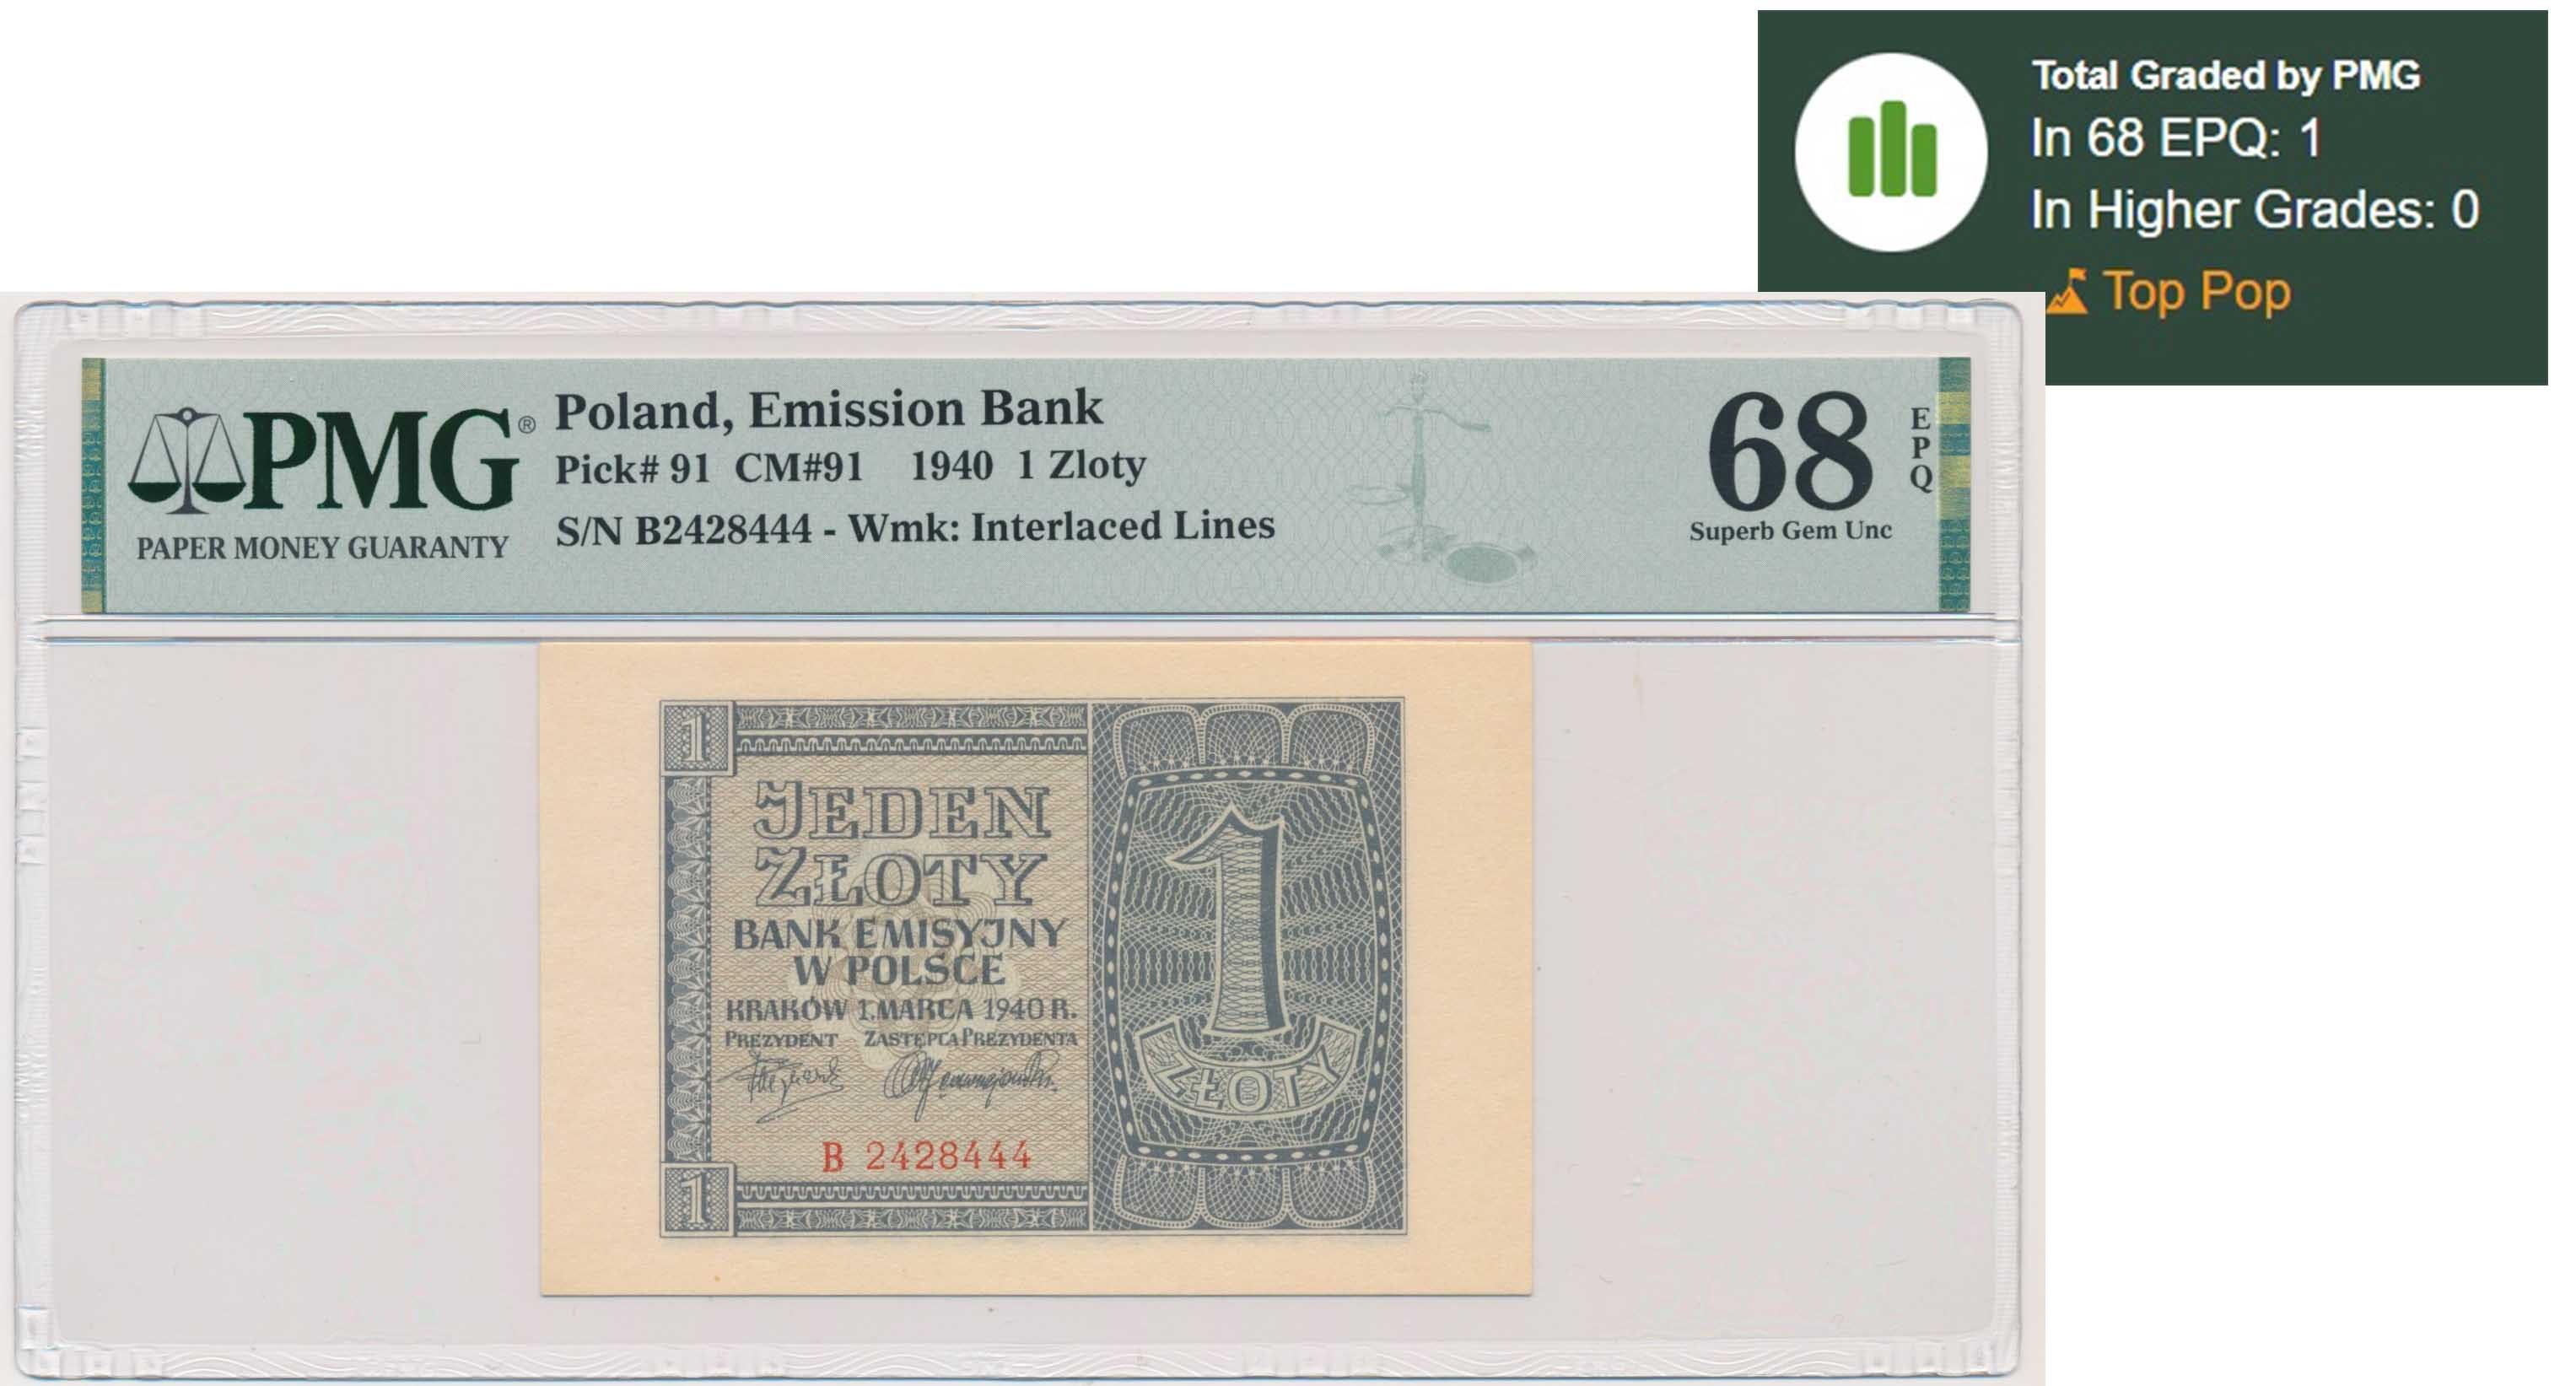 Total Graded by PMG
In 68 EPQ: 1
In Higher Grades: 0
Top Pop
PMG®
PAPER MONEY GUARANTY
Poland, Emission Bank
Pick# 91 CM#91 1940 1 Zloty
S/N B2428444 - Wmk: Interlaced Lines
68
EPQ
Superb Gem Unc
1
JEDEN
ZŁOTY
BANK EMISYJNY
W POLSCE
KRAKÓW 1. MARCA 1940 R.
PREZYDENT ZASTĘPCA PREZYDENTA
B 2428444
1
1
ZŁOTY